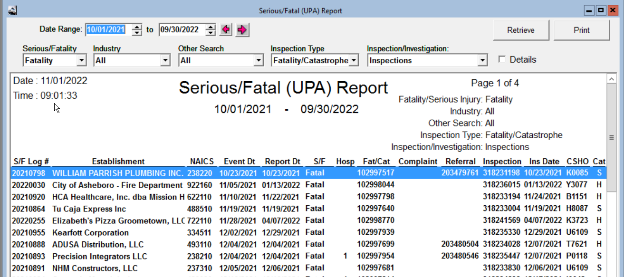 Serious/Fatal (UPA) Report
Date Range: 10/01/2021 to 09/30/2022 Retrieve Print
Serious/Fatality Industry Other Search Inspection Type Inspection/Investigation:
Fatality All All Fatality/Catastrophe Inspections Details
Date : 11/01/2022 Serious/Fatal (UPA) Report Page 1 of 4
Time : 09:01:33 10/01/2021 - 09/30/2022 Fatality/Serious Injury: Fatality
Industry: All
Other Search: All
Inspection Type: Fatality/Catastrophe
Inspection/Investigation: Inspections
S/F Log # Establishment NAICS Event Dt Report Dt S/F Hosp Fat/Cat Complaint Referral Inspection Ins Date CSHO Cat
20210798 WILLIAM PARRISH PLUMBING INC. 238220 10/23/2021 10/23/2021 Fatal 102997517 203479761 318231198 10/23/2021 K0085 S
20220030 City of Asheboro - Fire Department 922160 11/05/2021 01/13/2022 Fatal 102998044 318236015 01/13/2022 Y3077 H
20210920 HCA Healthcare, Inc. dba Mission H 622110 11/10/2021 11/22/2021 Fatal 102997798 318233194 11/24/2021 B1151 H
20210864 Tu Caja Express Inc 488510 11/19/2021 11/19/2021 Fatal 102997640 318233004 11/19/2021 H8087 S
20220255 Elizabeth's Pizza Groometown, LLC 722110 11/28/2021 04/07/2022 Fatal 102998770 318241569 04/07/2022 K3723 H
20210955 Kearfott Corporation 334511 12/02/2021 12/29/2021 Fatal 102997939 318235330 12/29/2021 U6109 S
20210888 ADUSA Distribution, LLC 493110 12/04/2021 12/04/2021 Fatal 102997699 203480504 318234028 12/07/2021 T7621 H
20210893 Precision Integrators LLC 238210 12/04/2021 12/04/2021 Fatal 1 102997954 203480546 318235447 12/07/2021 P0118 S
20210891 NHM Constructors, LLC 237310 12/06/2021 12/06/2021 Fatal 102997681 318233830 12/06/2021 U6109 S